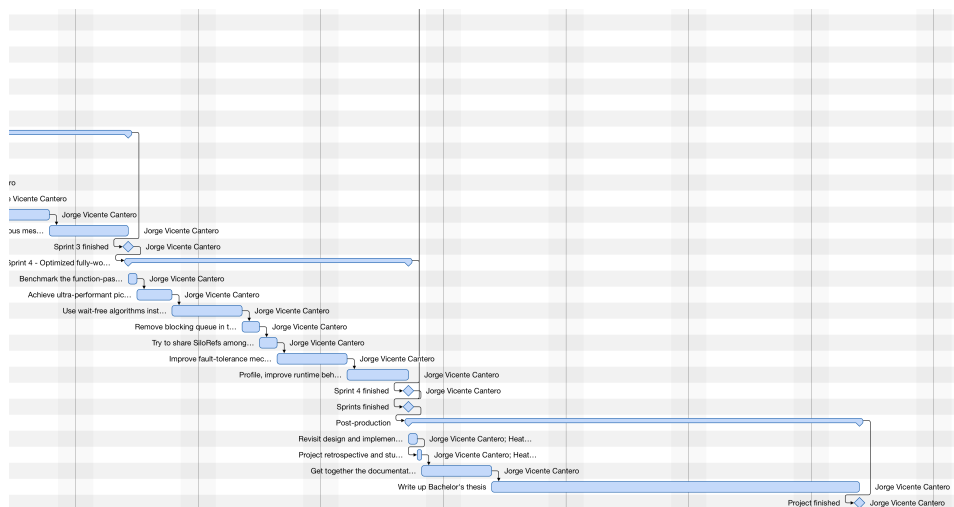 ro
Vicente Cantero
Jorge Vicente Cantero
ous mes... Jorge Vicente Cantero
Sprint 3 finished Jorge Vicente Cantero
Sprint 4 - Optimized fully-wo...
Benchmark the function-pas... Jorge Vicente Cantero
Achieve ultra-performant pic... Jorge Vicente Cantero
Use wait-free algorithms inst... Jorge Vicente Cantero
Remove blocking queue in t... Jorge Vicente Cantero
Try to share SiloRefs among... Jorge Vicente Cantero
Improve fault-tolerance mec... Jorge Vicente Cantero
Profile, improve runtime beh... Jorge Vicente Cantero
Sprint 4 finished Jorge Vicente Cantero
Sprints finished Jorge Vicente Cantero
Post-production
Revisit design and implemen... Jorge Vicente Cantero; Heat...
Project retrospective and stu... Jorge Vicente Cantero; Heat...
Get together the documentat... Jorge Vicente Cantero
Write up Bachelor's thesis Jorge Vicente Cantero
Project finished Jorge Vicente Cantero